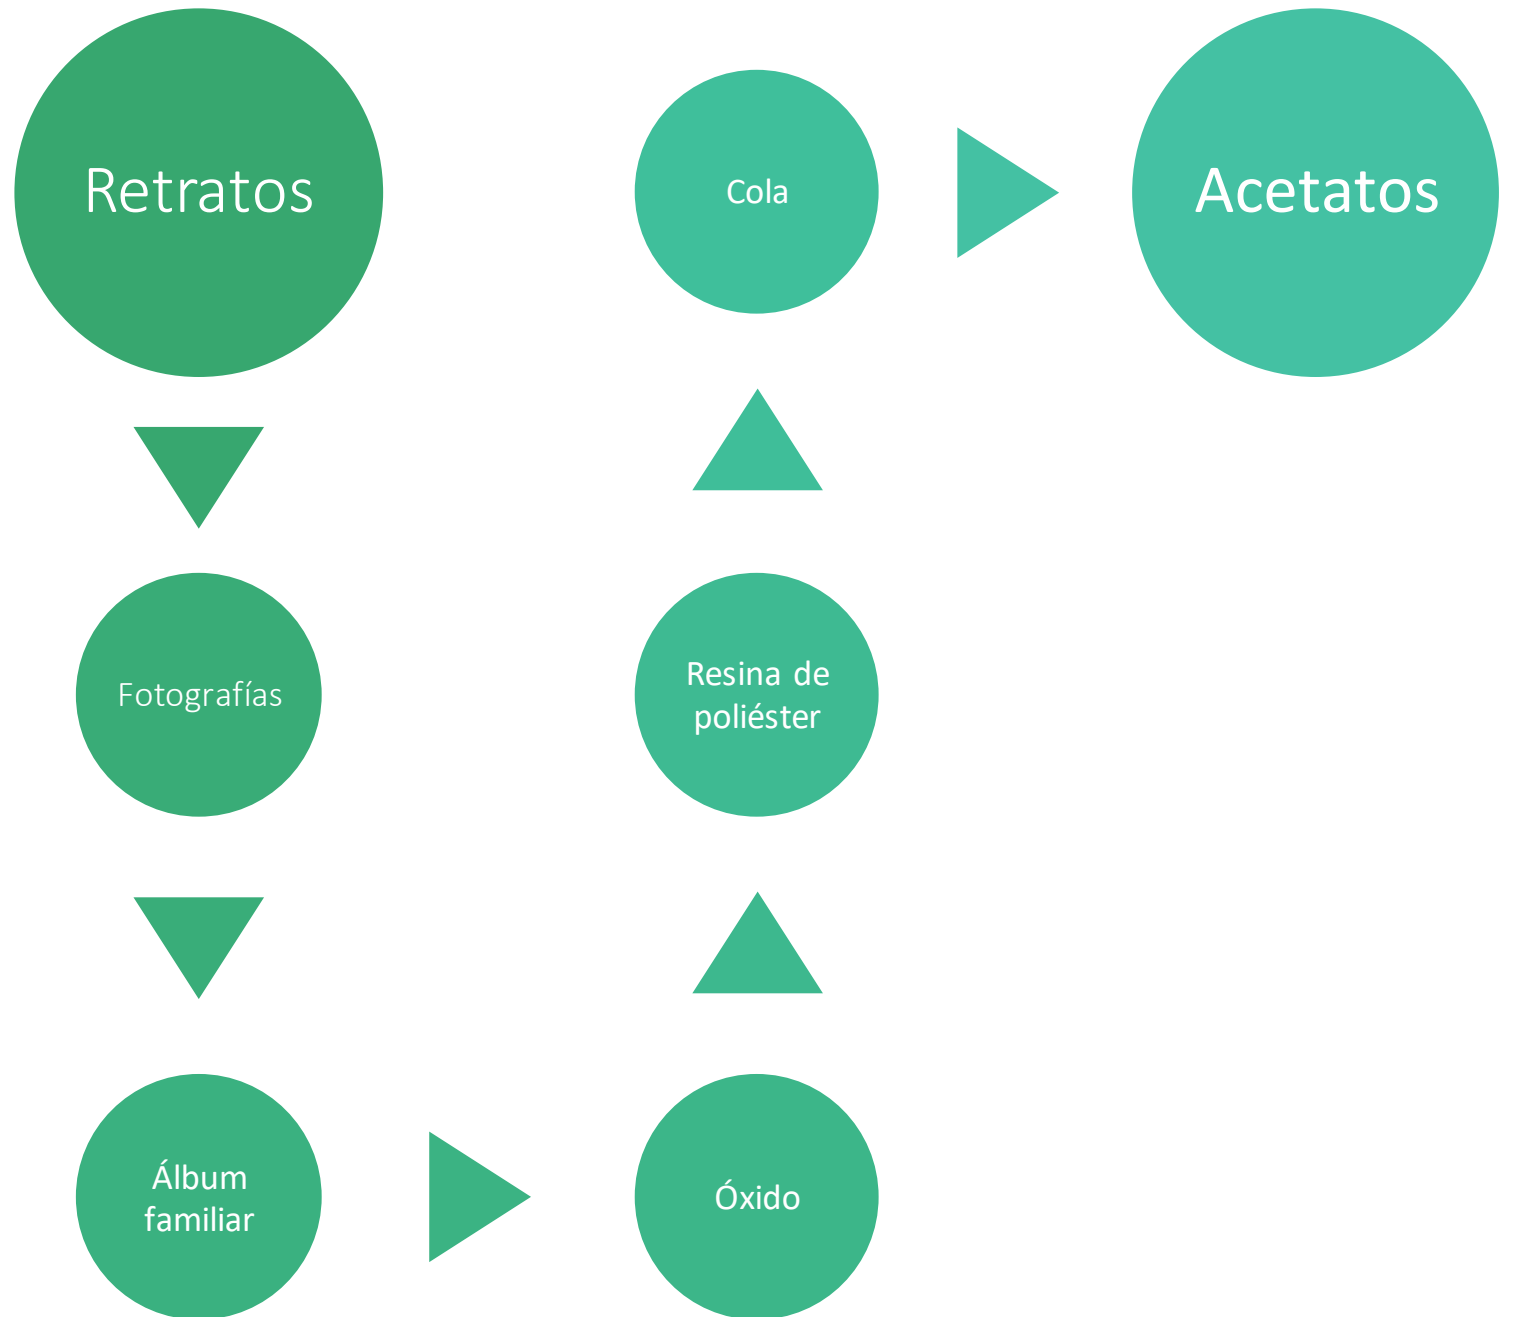 Retratos
Fotografías
Álbum
familiar
Óxido
Resina de
poliéster
Cola
Acetatos